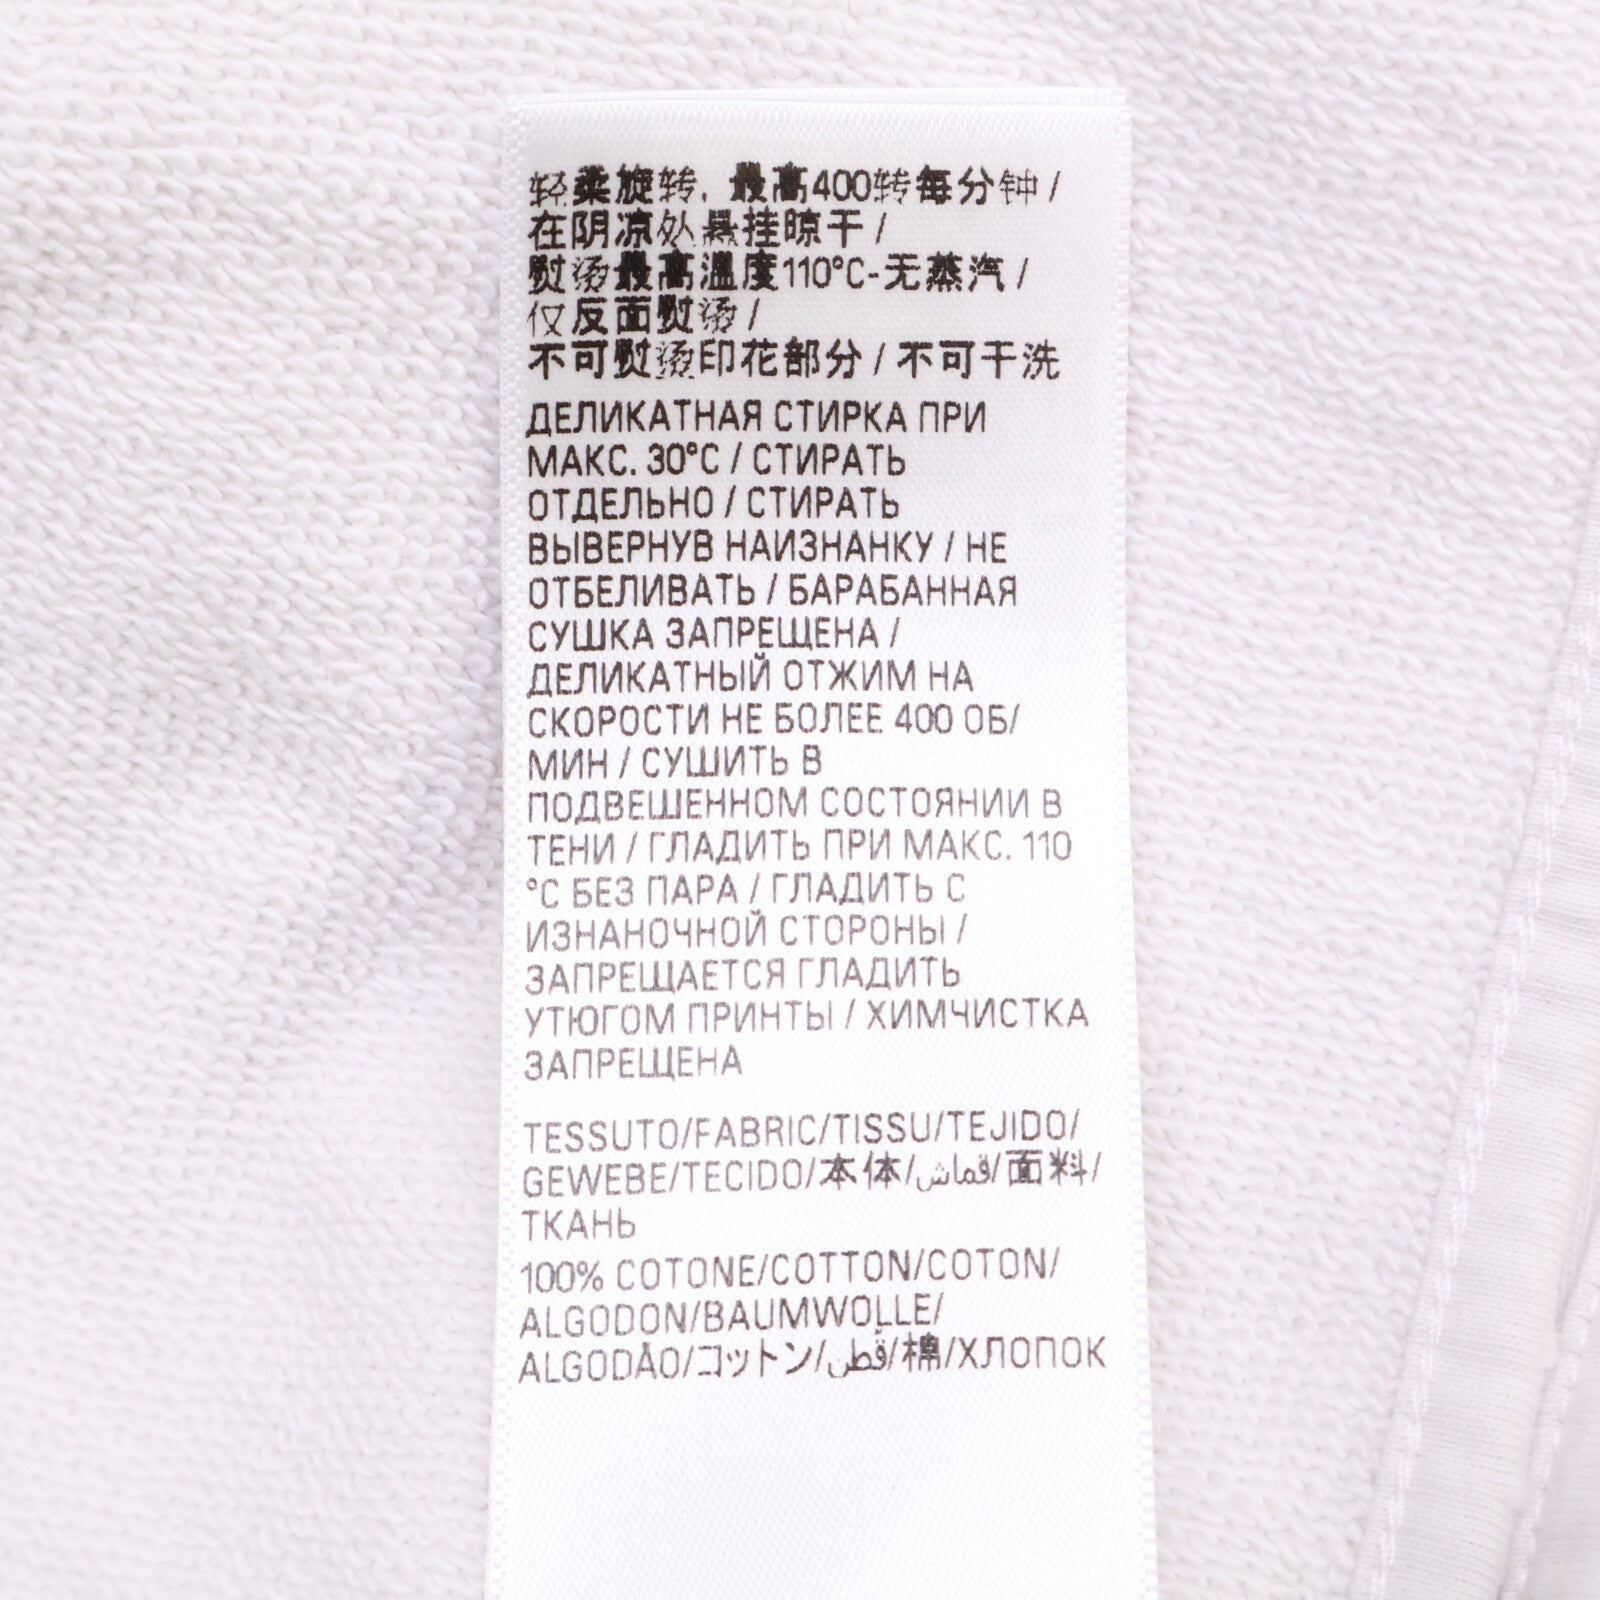 轻柔旋转, 最高400转每分钟 /
在阴凉处悬挂晾干 /
熨烫最高温度110°C-无蒸汽 /
仅反面熨烫 /
不可熨烫印花部分 / 不可干洗
ДЕЛИКАТНАЯ СТИРКА ПРИ
МАКС. 30°C / СТИРАТЬ
ОТДЕЛЬНО / СТИРАТЬ
ВЫВЕРНУВ НАИЗНАНКУ / НЕ
ОТБЕЛИВАТЬ / БАРАБАННАЯ
СУШКА ЗАПРЕЩЕНА /
ДЕЛИКАТНЫЙ ОТЖИМ НА
СКОРОСТИ НЕ БОЛЕЕ 400 ОБ/
МИН / СУШИТЬ В
ПОДВЕШЕННОМ СОСТОЯНИИ В
ТЕНИ / ГЛАДИТЬ ПРИ МАКС. 110
°C БЕЗ ПАРА / ГЛАДИТЬ С
ИЗНАНОЧНОЙ СТОРОНЫ /
ЗАПРЕЩАЕТСЯ ГЛАДИТЬ
УТЮГОМ ПРИНТЫ / ХИМЧИСТКА
ЗАПРЕЩЕНА
TESSUTO/FABRIC/TISSU/TEJIDO/
GEWEBE/TECIDO/本体/قماش/面料/
ТКАНЬ
100% COTONE/COTTON/COTON/
ALGODON/BAUMWOLLE/
ALGODÃO/コットン/قُطن/棉/ХЛОПОК